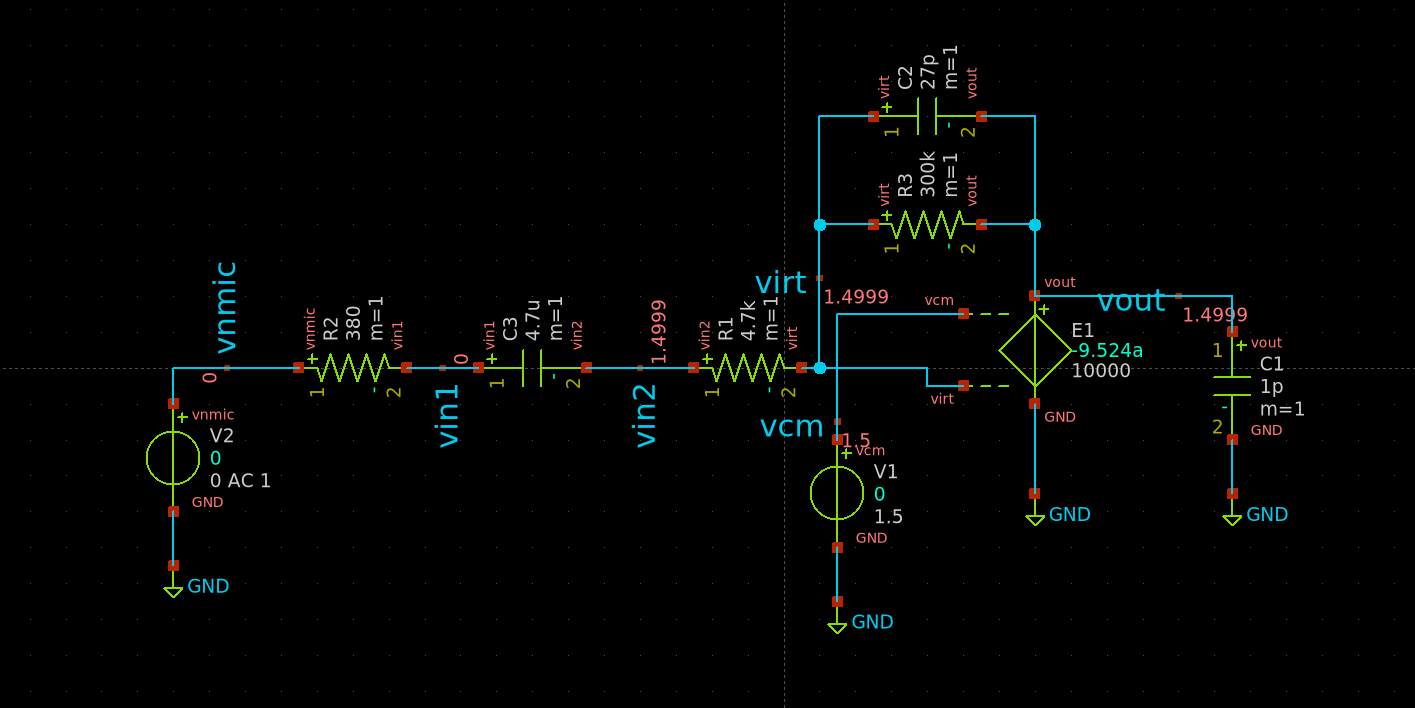 virt
C2
27p
m=1
vout
+
1
-
2
virt
R3
300k
m=1
vout
+
1
-
2
vnmic
0
vnmic
R2
380
m=1
vin1
+
1
-
2
vin1
0
vin1
C3
4.7u
m=1
vin2
+
1
-
2
vin2
1.4999
vin2
R1
4.7k
m=1
virt
+
1
-
2
virt
1.4999
vcm
virt
vout
+
E1
-9.524a
10000
GND
GND
vout
1.4999
vout
1
+
C1
1p
-
m=1
2
GND
GND
vnmic
+
V2
0
0 AC 1
GND
GND
vcm
1.5
vcm
+
V1
0
1.5
GND
GND